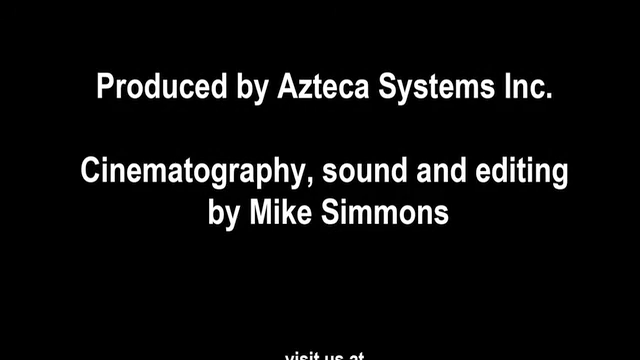 Produced by Azteca Systems Inc.
Cinematography, sound and editing
by Mike Simmons
visit us at